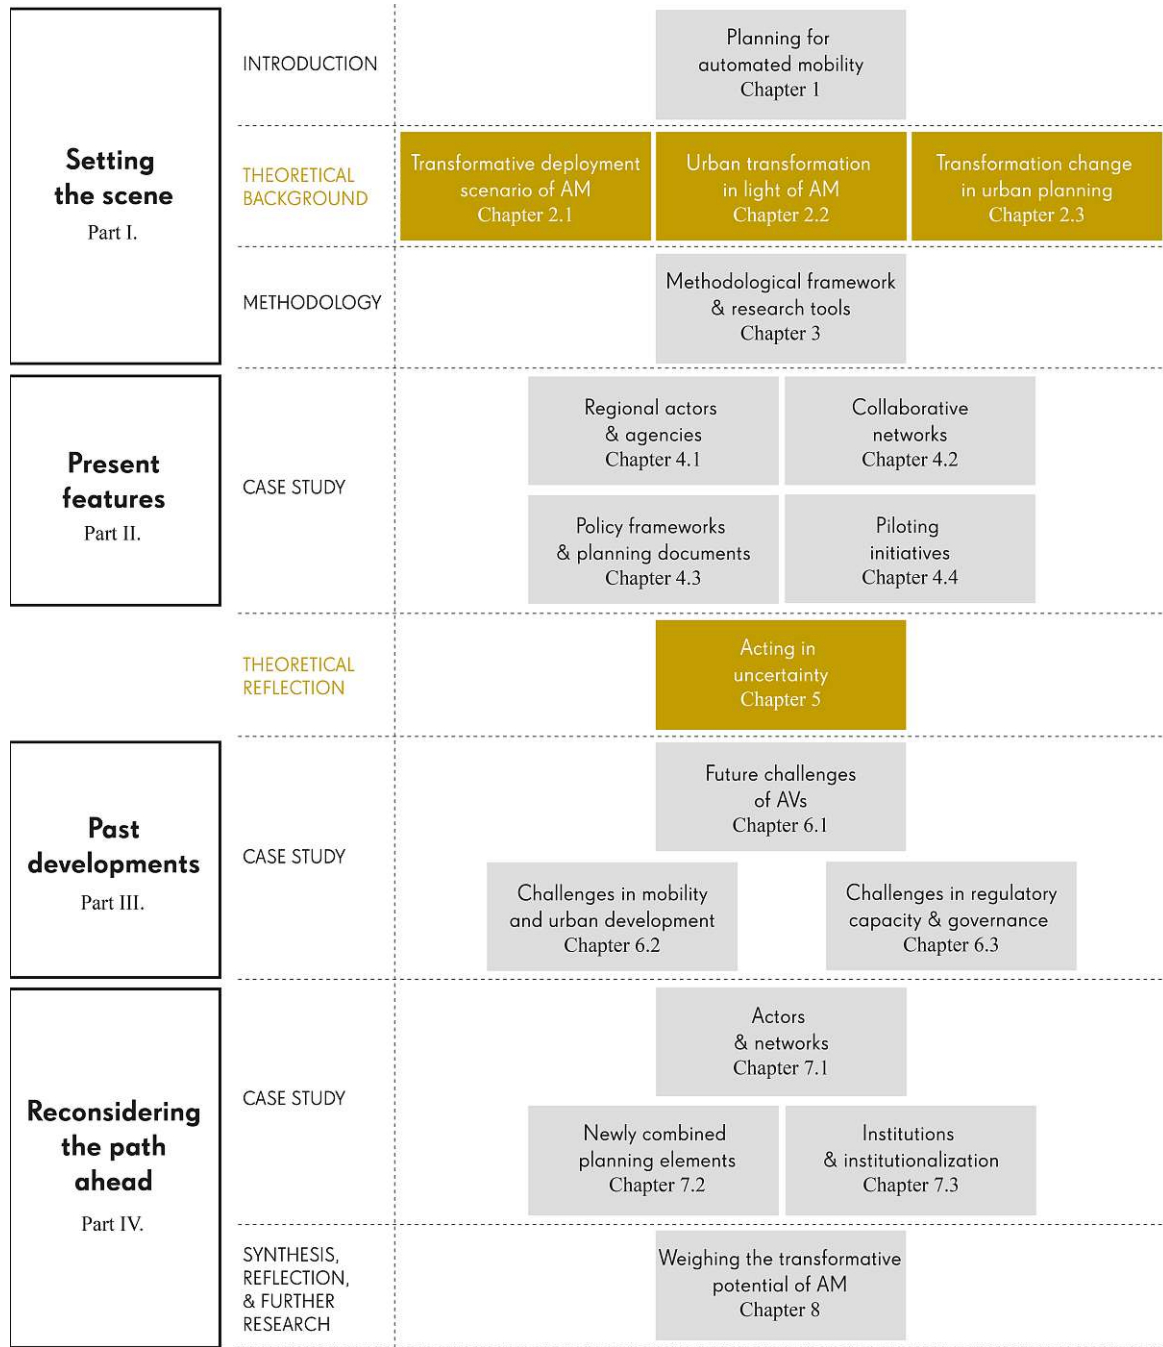 Setting
the scene
Part I.
INTRODUCTION
Planning for
automated mobility
Chapter 1
THEORETICAL
BACKGROUND
Transformative deployment
scenario of AM
Chapter 2.1
Urban transformation
in light of AM
Chapter 2.2
Transformation change
in urban planning
Chapter 2.3
METHODOLOGY
Methodological framework
& research tools
Chapter 3
Present
features
Part II.
CASE STUDY
Regional actors
& agencies
Chapter 4.1
Collaborative
networks
Chapter 4.2
Policy frameworks
& planning documents
Chapter 4.3
Piloting
initiatives
Chapter 4.4
THEORETICAL
REFLECTION
Acting in
uncertainty
Chapter 5
Past
developments
Part III.
CASE STUDY
Future challenges
of AVs
Chapter 6.1
Challenges in mobility
and urban development
Chapter 6.2
Challenges in regulatory
capacity & governance
Chapter 6.3
Reconsidering
the path
ahead
Part IV.
CASE STUDY
Actors
& networks
Chapter 7.1
Newly combined
planning elements
Chapter 7.2
Institutions
& institutionalization
Chapter 7.3
SYNTHESIS,
REFLECTION,
& FURTHER
RESEARCH
Weighing the transformative
potential of AM
Chapter 8